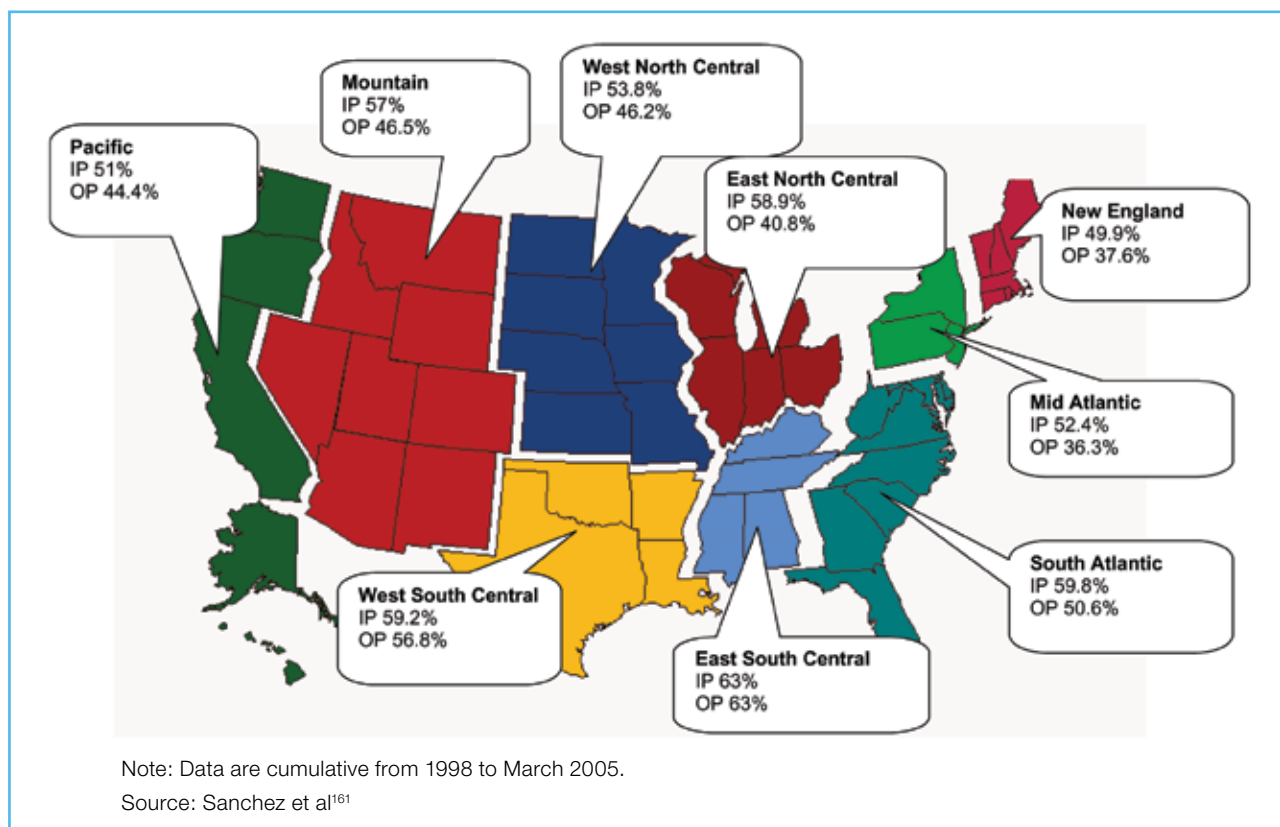 West North Central
IP 53.8%
OP 46.2%
Mountain
IP 57%
OP 46.5%
Pacific
IP 51%
OP 44.4%
East North Central
IP 58.9%
OP 40.8%
New England
IP 49.9%
OP 37.6%
Mid Atlantic
IP 52.4%
OP 36.3%
South Atlantic
IP 59.8%
OP 50.6%
West South Central
IP 59.2%
OP 56.8%
East South Central
IP 63%
OP 63%
Note: Data are cumulative from 1998 to March 2005.
Source: Sanchez et al¹⁶¹